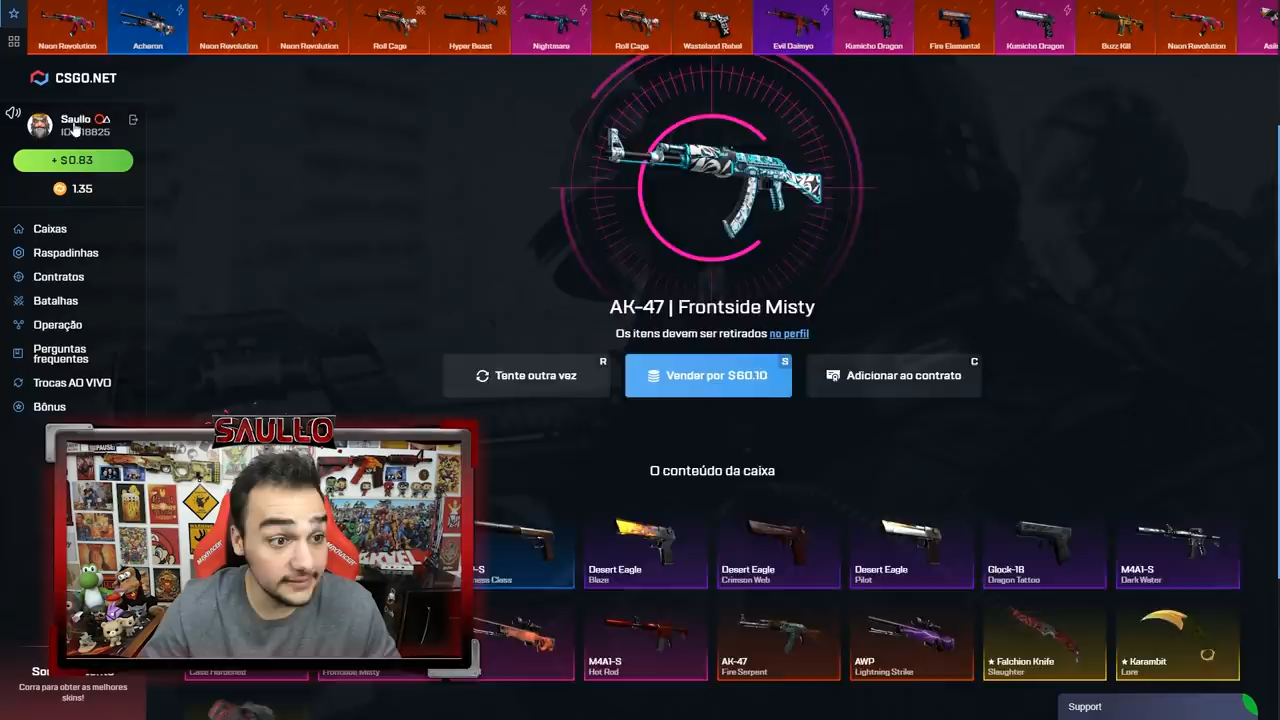 Neon Revolution
Acheron
Neon Revolution
Neon Revolution
Roll Cage
Hyper Beast
Nightmare
Roll Cage
Wasteland Rebel
Evil Daimyo
Kumicho Dragon
Fire Elemental
Kumicho Dragon
Buzz Kill
Neon Revolution
CSGO.NET
Saullo
+ $0.83
1.35
Caixas
Raspadinhas
Contratos
Batalhas
Operação
Perguntas
frequentes
Trocas AO VIVO
Bônus
AK-47 | Frontside Misty
Os itens devem ser retirados no perfil
Tente outra vez
R
Vender por $60.10
S
Adicionar ao contrato
C
O conteúdo da caixa
SAULLO
MARVEL
Desert Eagle
Blaze
Desert Eagle
Crimson Web
Desert Eagle
Pilot
Glock-18
Dragon Tattoo
M4A1-S
Dark Water
Case Hardened
Frontside Misty
M4A1-S
Hot Rod
AK-47
Fire Serpent
AWP
Lightning Strike
★ Falchion Knife
Slaughter
★ Karambit
Lore
Corra para obter as melhores
skins!
Support